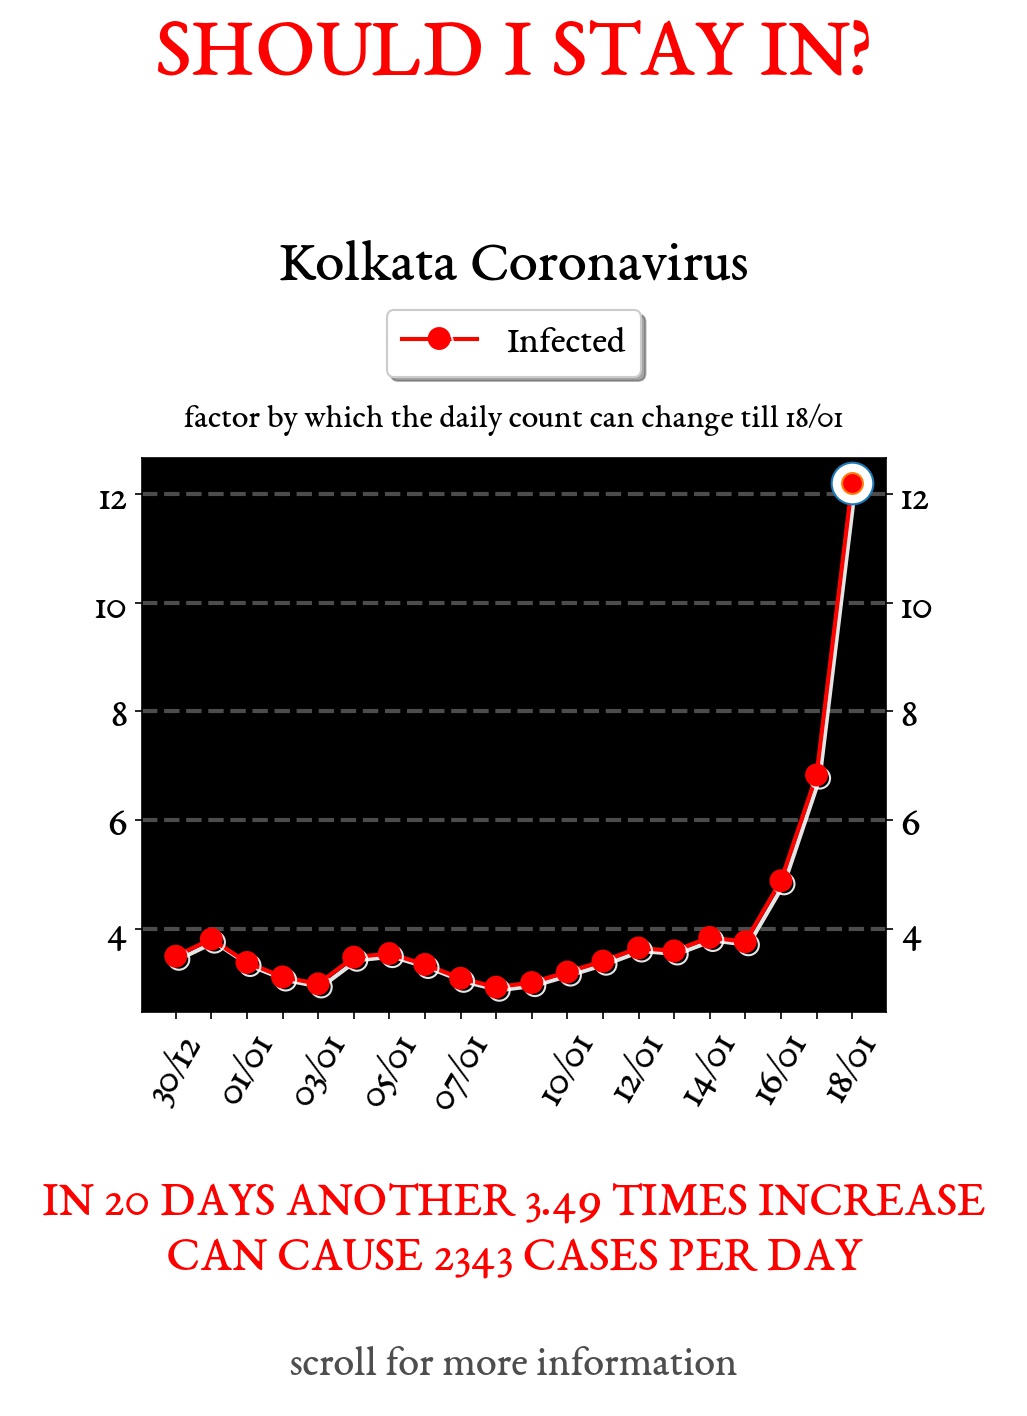 SHOULD I STAY IN?
Kolkata Coronavirus
Infected
factor by which the daily count can change till 18/01
12 12
10 10
8 8
6 6
4 4
30/12 01/01 03/01 05/01 07/01 10/01 12/01 14/01 16/01 18/01
IN 20 DAYS ANOTHER 3.49 TIMES INCREASE
CAN CAUSE 2343 CASES PER DAY
scroll for more information